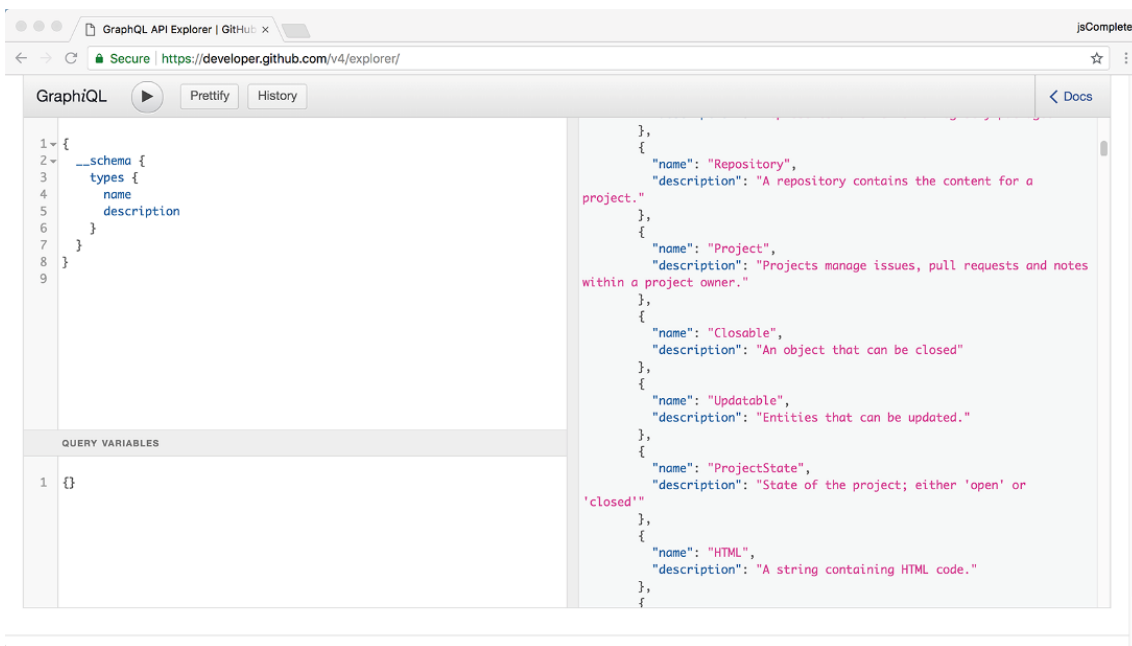 GraphQL API Explorer | GitHub
jsComplete
Secure https://developer.github.com/v4/explorer/
GraphiQL Prettify History Docs
1 {
2 __schema {
3 types {
4 name
5 description
6 }
7 }
8 }
9
QUERY VARIABLES
1 {}
},
{
"name": "Repository",
"description": "A repository contains the content for a
project."
},
{
"name": "Project",
"description": "Projects manage issues, pull requests and notes
within a project owner."
},
{
"name": "Closable",
"description": "An object that can be closed"
},
{
"name": "Updatable",
"description": "Entities that can be updated."
},
{
"name": "ProjectState",
"description": "State of the project; either 'open' or
'closed'"
},
{
"name": "HTML",
"description": "A string containing HTML code."
},
{